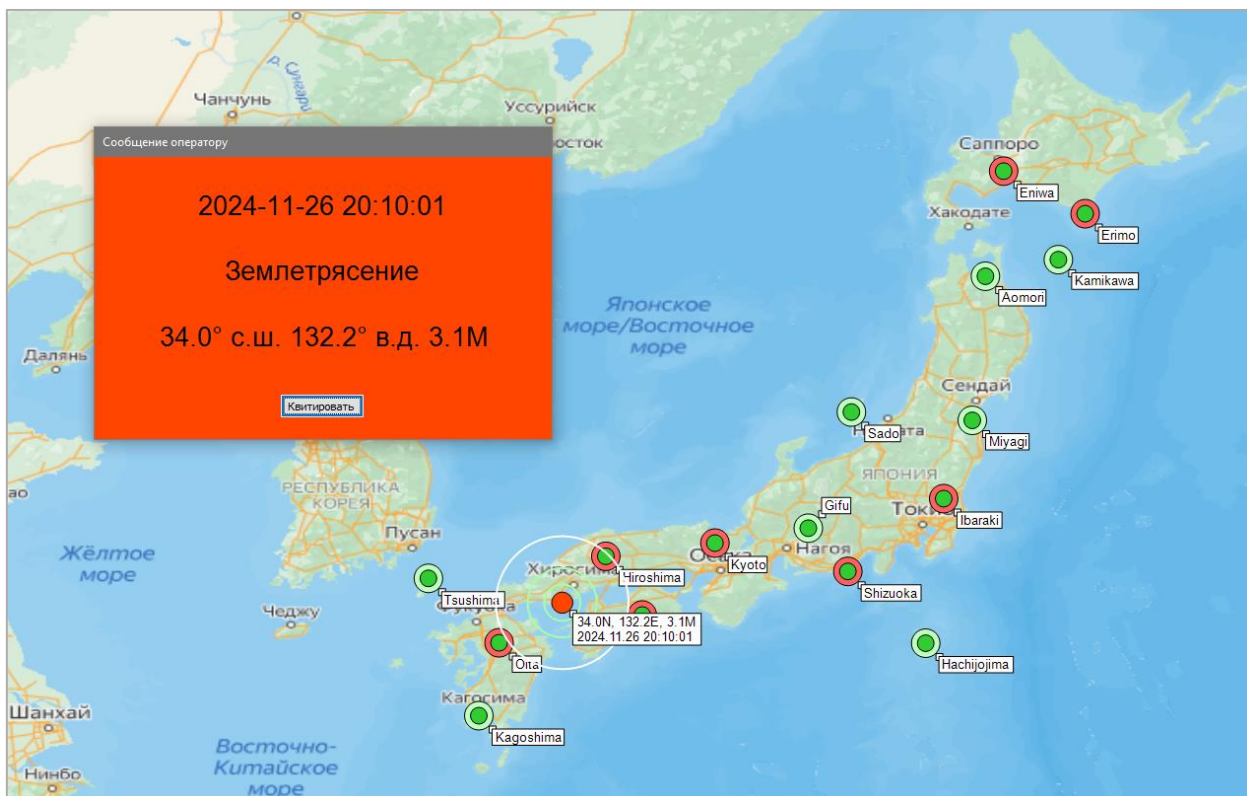 р. Сунгари
Чанчунь
Уссурийск
осток
Сообщение оператору
2024-11-26 20:10:01
Землетрясение
34.0° с.ш. 132.2° в.д. 3.1M
Квитировать
Саппоро
Eniwa
Хакодате
Erimo
Kamikawa
Aomori
Японское
море/Восточное
море
Далянь
Сендай
Sado
ата
Miyagi
РЕСПУБЛИКА
КОРЕЯ
ЯПОНИЯ
Gifu
Токи
Ibaraki
Пусан
Нагоя
Kyoto
Жёлтое
море
Хиросима
Hiroshima
Shizuoka
Tsushima
Чеджу
34.0N, 132.2E, 3.1M
2024.11.26 20:10:01
Oita
Hachijojima
Кагосима
Kagoshima
Шанхай
Восточно-
Китайское
море
Нинбо